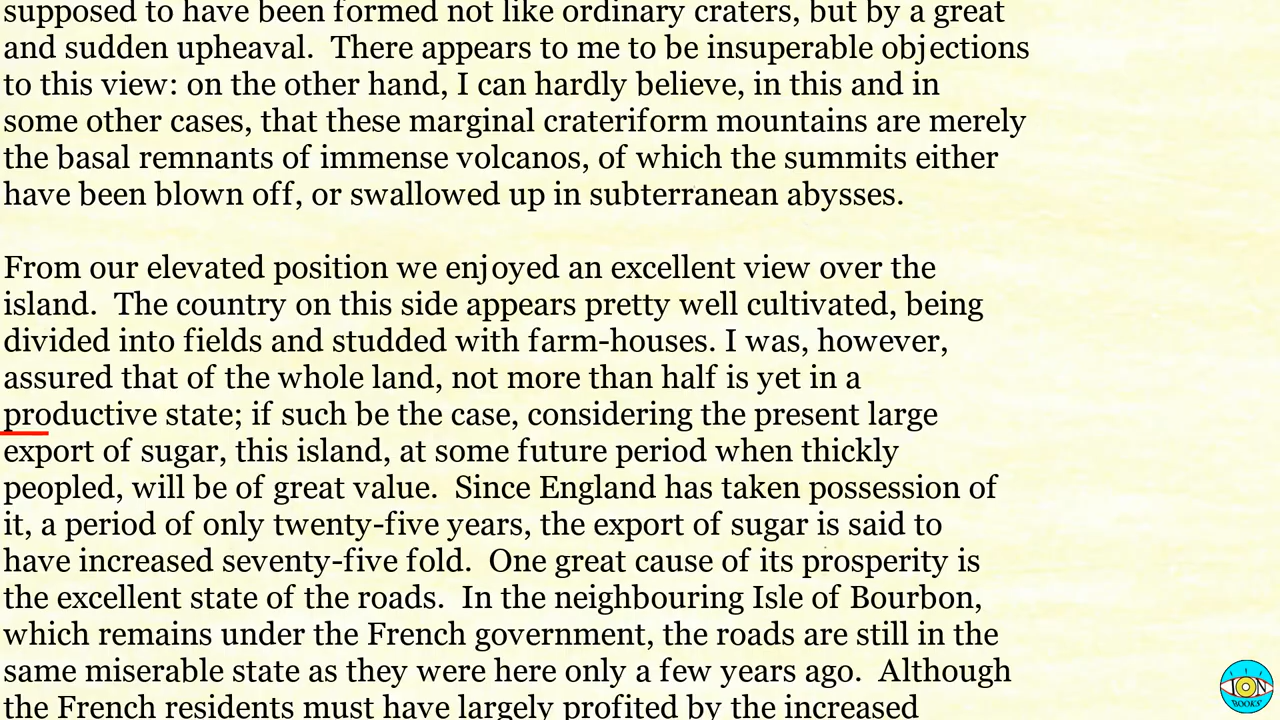 supposed to have been formed not like ordinary craters, but by a great
and sudden upheaval.  There appears to me to be insuperable objections
to this view: on the other hand, I can hardly believe, in this and in
some other cases, that these marginal crateriform mountains are merely
the basal remnants of immense volcanos, of which the summits either
have been blown off, or swallowed up in subterranean abysses.

From our elevated position we enjoyed an excellent view over the
island.  The country on this side appears pretty well cultivated, being
divided into fields and studded with farm-houses. I was, however,
assured that of the whole land, not more than half is yet in a
productive state; if such be the case, considering the present large
export of sugar, this island, at some future period when thickly
peopled, will be of great value.  Since England has taken possession of
it, a period of only twenty-five years, the export of sugar is said to
have increased seventy-five fold.  One great cause of its prosperity is
the excellent state of the roads.  In the neighbouring Isle of Bourbon,
which remains under the French government, the roads are still in the
same miserable state as they were here only a few years ago.  Although
the French residents must have largely profited by the increased
ION
BOOKS